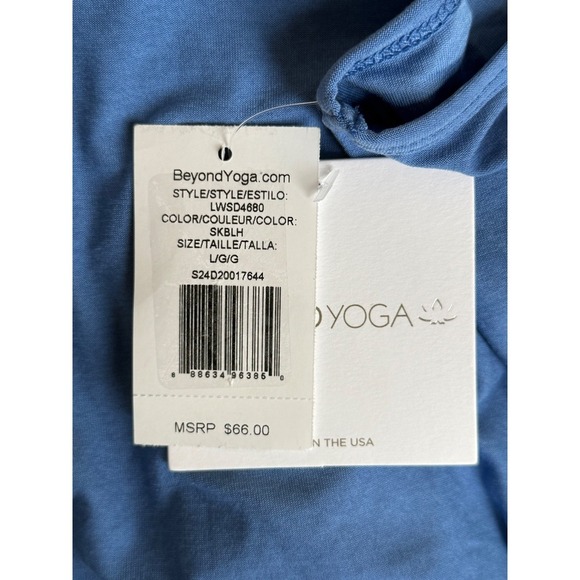 BeyondYoga.com
STYLE/STYLE/ESTILO:
LWSD4680
COLOR/COULEUR/COLOR:
SKBLH
SIZE/TAILLE/TALLA:
L/G/G
S24D20017644
8 88634 96385 0
MSRP $66.00
YOGA
N THE USA